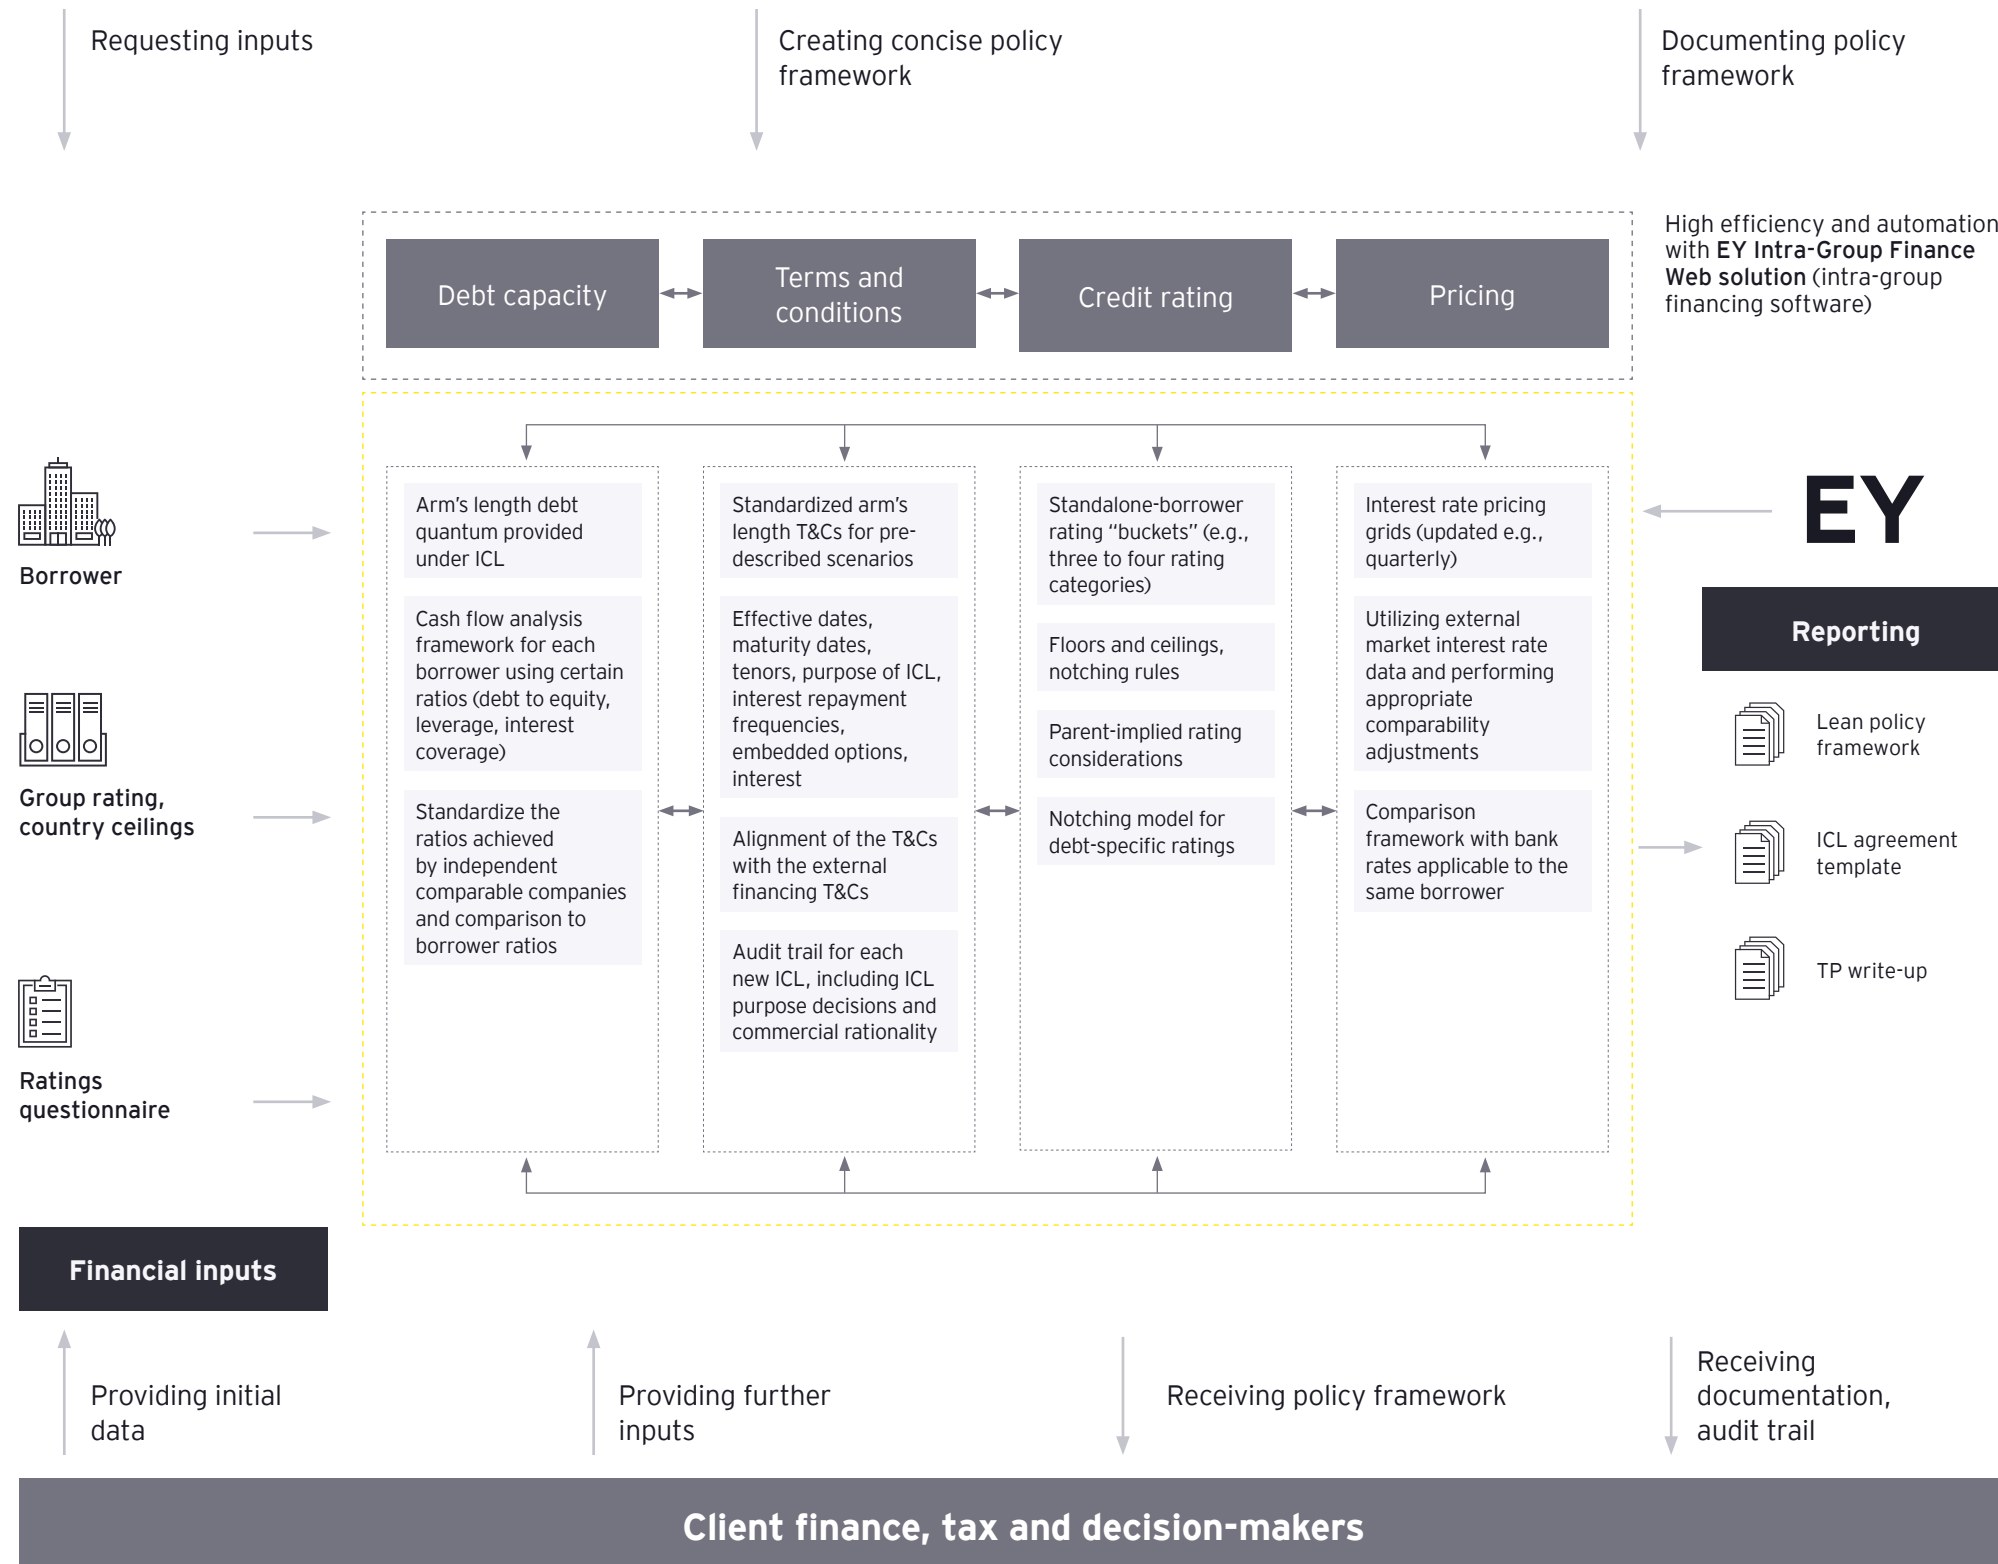 Requesting inputs
Creating concise policy
framework
Documenting policy
framework
High efficiency and automation
with EY Intra-Group Finance
Web solution (intra-group
financing software)
Debt capacity
Terms and
conditions
Credit rating
Pricing
Borrower
Group rating,
country ceilings
Ratings
questionnaire
Financial inputs
Arm's length debt
quantum provided
under ICL
Cash flow analysis
framework for each
borrower using certain
ratios (debt to equity,
leverage, interest
coverage)
Standardize the
ratios achieved
by independent
comparable companies
and comparison to
borrower ratios
Standardized arm's
length T&Cs for pre-
described scenarios
Effective dates,
maturity dates,
tenors, purpose of ICL,
interest repayment
frequencies,
embedded options,
interest
Alignment of the T&Cs
with the external
financing T&Cs
Audit trail for each
new ICL, including ICL
purpose decisions and
commercial rationality
Standalone-borrower
rating “buckets” (e.g.,
three to four rating
categories)
Floors and ceilings,
notching rules
Parent-implied rating
considerations
Notching model for
debt-specific ratings
Interest rate pricing
grids (updated e.g.,
quarterly)
Utilizing external
market interest rate
data and performing
appropriate
comparability
adjustments
Comparison
framework with bank
rates applicable to the
same borrower
EY
Reporting
Lean policy
framework
ICL agreement
template
TP write-up
Providing initial
data
Providing further
inputs
Receiving policy framework
Receiving
documentation,
audit trail
Client finance, tax and decision-makers